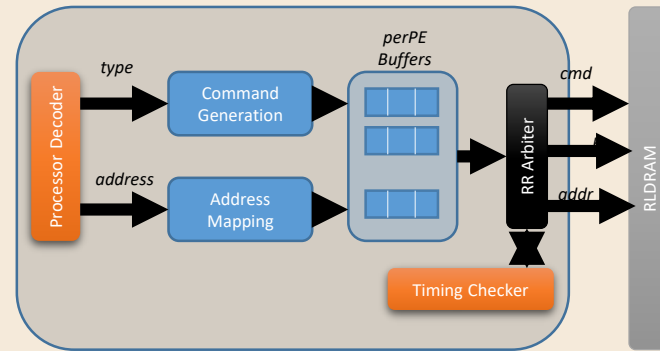 perPE
Buffers
type
cmd
Processor Decoder
Command
Generation
RR Arbiter
RLDRAM
address
Address
Mapping
addr
Timing Checker